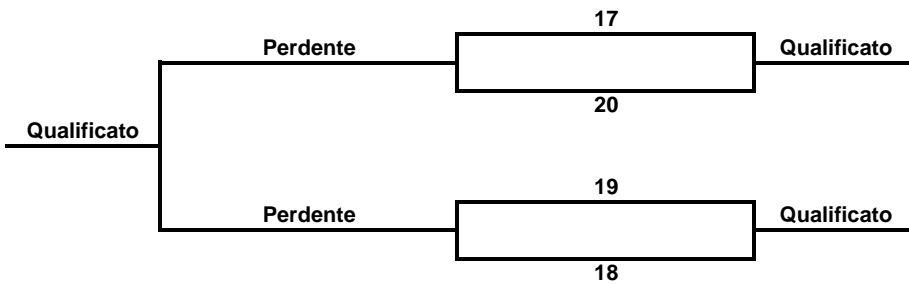 17
Perdente
Qualificato
20
Qualificato
19
Perdente
Qualificato
18